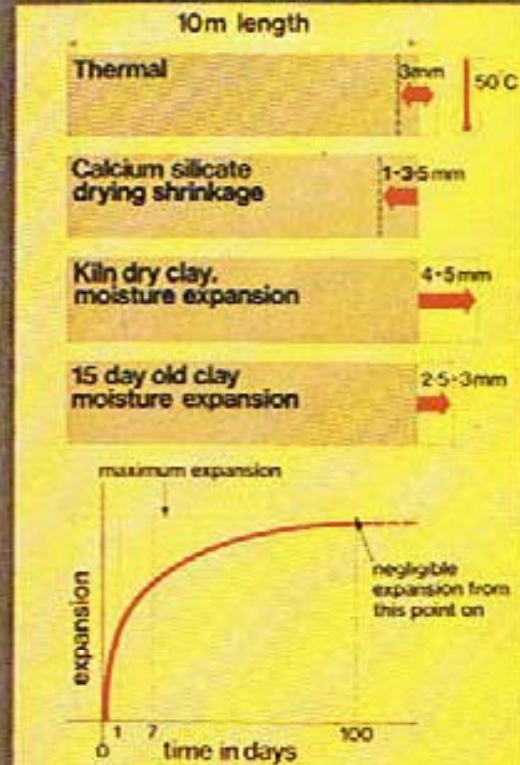 10m length
Thermal
3mm
50°C
Calcium silicate
drying shrinkage
1-3·5mm
Kiln dry clay.
moisture expansion
4-5mm
15 day old clay
moisture expansion
2·5-3mm
maximum expansion
negligible
expansion from
this point on
expansion
0 1 7 100
time in days